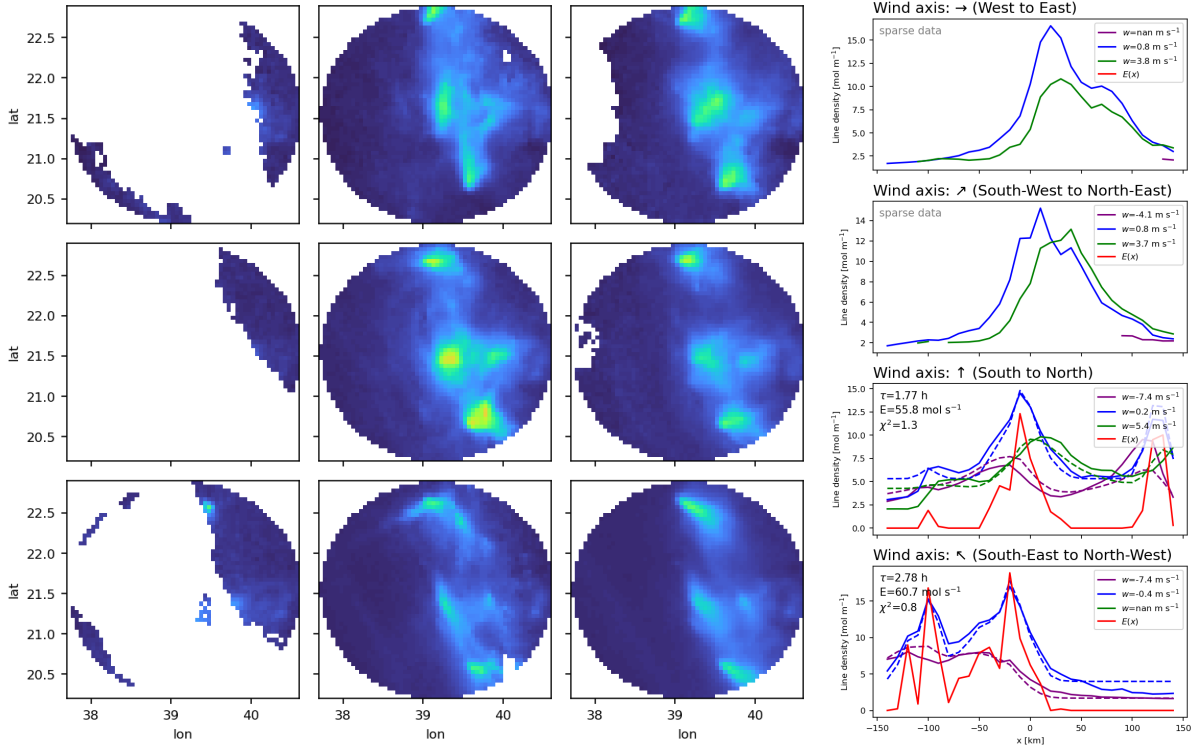 22.5
22.0
21.5
21.0
20.5
lat
22.5
22.0
21.5
21.0
20.5
lat
22.5
22.0
21.5
21.0
20.5
lat
38 39 40
lon
38 39 40
lon
38 39 40
lon
Wind axis: → (West to East)
sparse data
w=nan m s⁻¹
w=0.8 m s⁻¹
w=3.8 m s⁻¹
E(x)
15.0
12.5
10.0
7.5
5.0
2.5
Line density [mol m⁻¹]
Wind axis: ↗ (South-West to North-East)
sparse data
w=-4.1 m s⁻¹
w=0.8 m s⁻¹
w=3.7 m s⁻¹
E(x)
14
12
10
8
6
4
2
Line density [mol m⁻¹]
Wind axis: ↑ (South to North)
τ=1.77 h
E=55.8 mol s⁻¹
χ²=1.3
w=-7.4 m s⁻¹
w=0.2 m s⁻¹
w=5.4 m s⁻¹
E(x)
15.0
12.5
10.0
7.5
5.0
2.5
0.0
Line density [mol m⁻¹]
Wind axis: ↖ (South-East to North-West)
τ=2.78 h
E=60.7 mol s⁻¹
χ²=0.8
w=-7.4 m s⁻¹
w=-0.4 m s⁻¹
w=nan m s⁻¹
E(x)
15
10
5
0
Line density [mol m⁻¹]
−150 −100 −50 0 50 100 150
x [km]